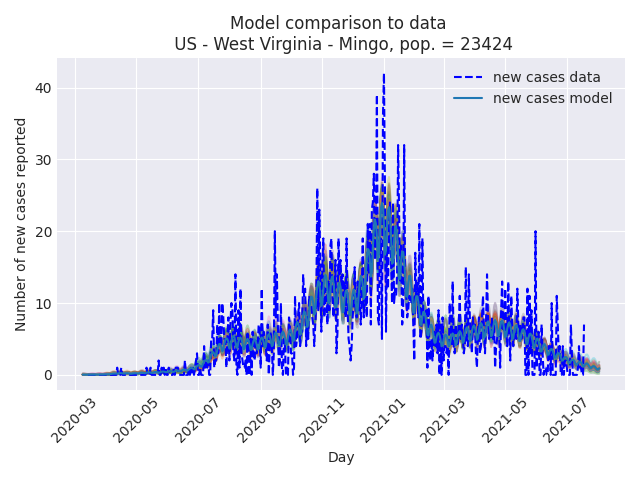 Model comparison to data
US - West Virginia - Mingo, pop. = 23424
new cases data
new cases model
Number of new cases reported
40
30
20
10
0
2020-03
2020-05
2020-07
2020-09
2020-11
2021-01
2021-03
2021-05
2021-07
Day